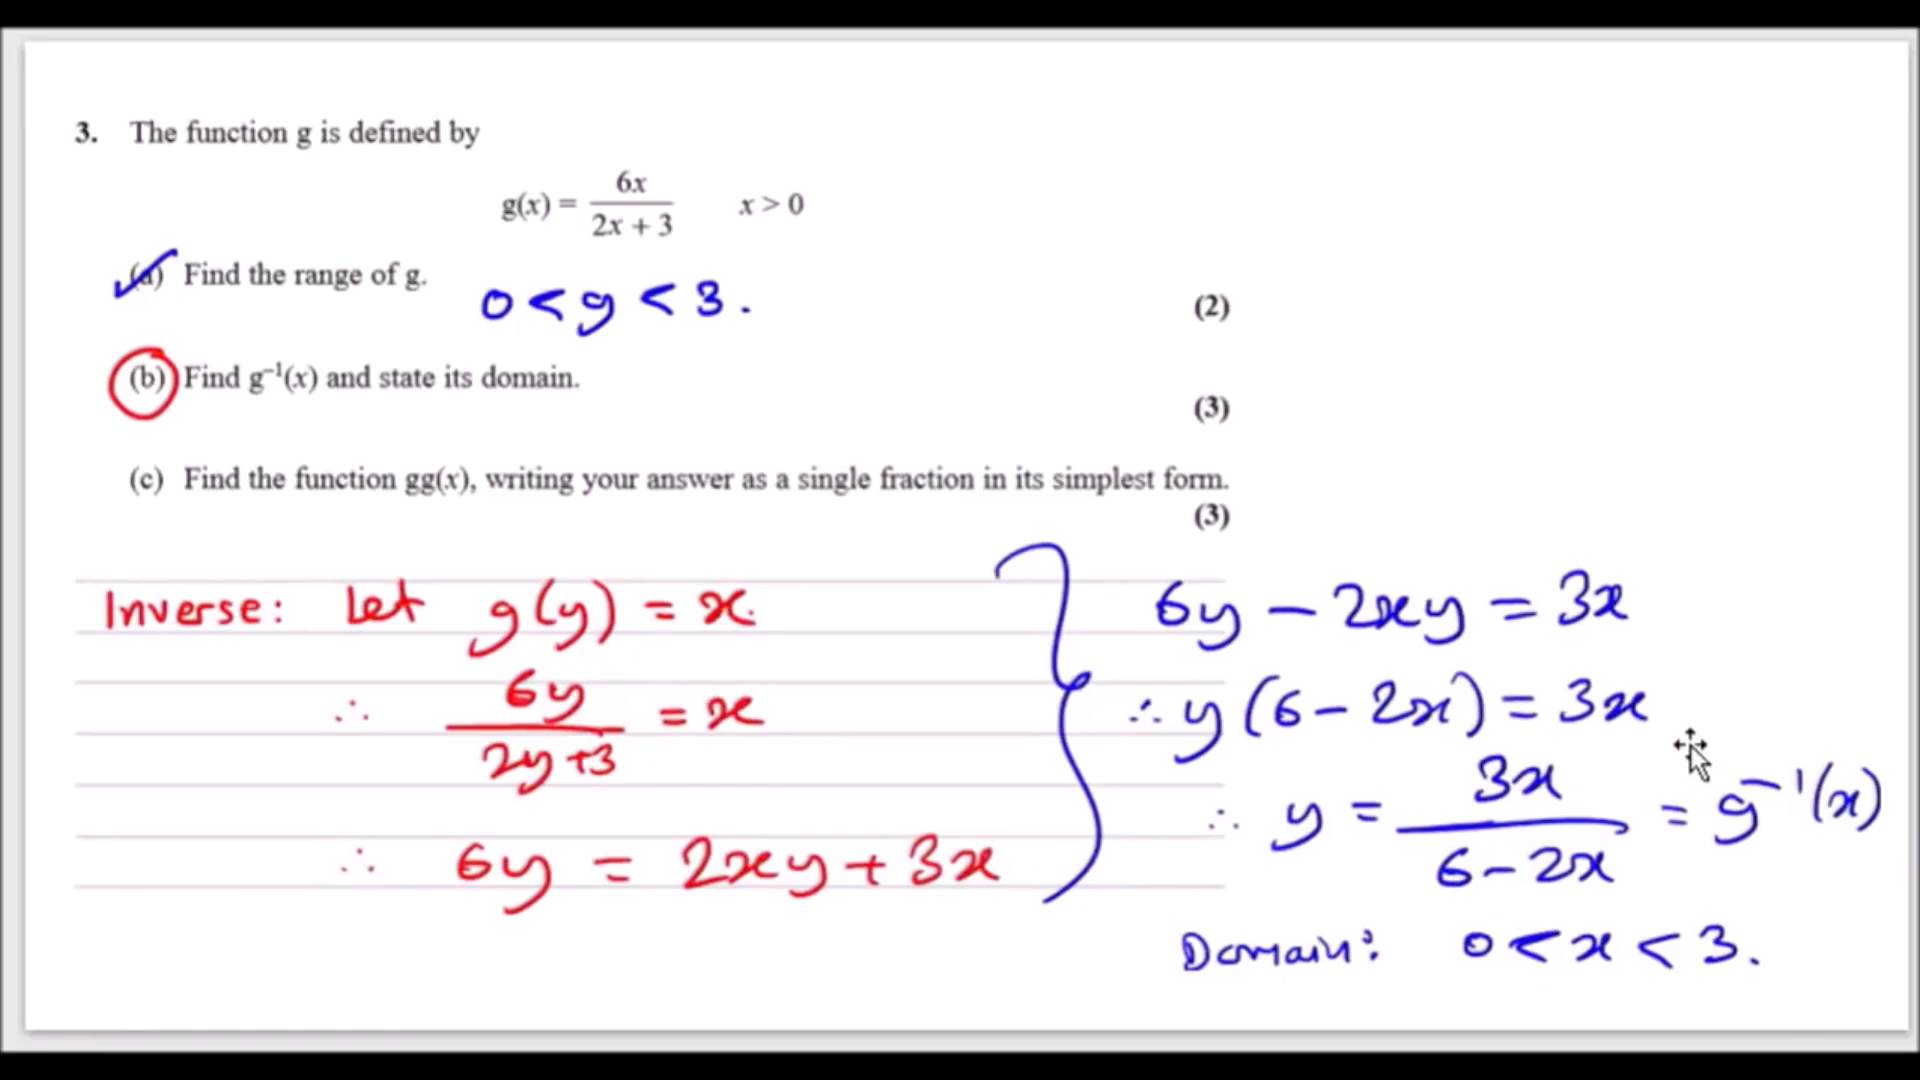 3. The function g is defined by
g(x) = 6x / (2x + 3)    x > 0
(a) Find the range of g.
0 < g < 3.
(2)
(b) Find g⁻¹(x) and state its domain.
(3)
(c) Find the function gg(x), writing your answer as a single fraction in its simplest form.
(3)
Inverse: Let g(y) = x.
∴ 6y / (2y+3) = x
∴ 6y = 2xy + 3x
6y - 2xy = 3x
∴ y(6 - 2x) = 3x
∴ y = 3x / (6 - 2x) = g⁻¹(x)
Domain: 0 < x < 3.